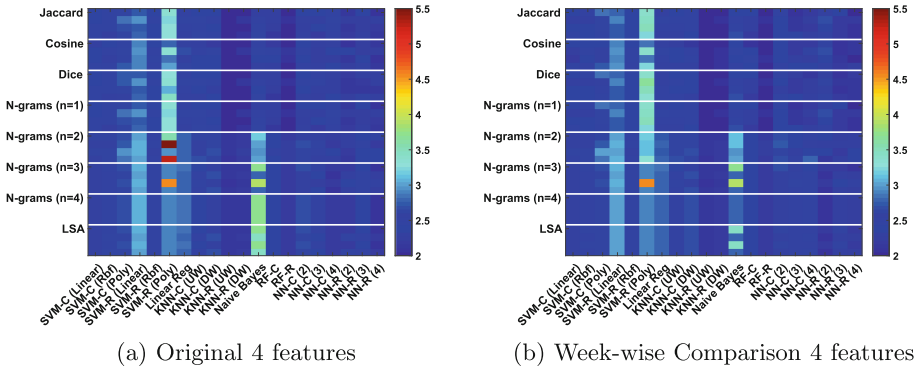 Jaccard
Cosine
Dice
N-grams (n=1)
N-grams (n=2)
N-grams (n=3)
N-grams (n=4)
LSA
5.5
5
4.5
4
3.5
3
2.5
2
SVM-C (Linear)
SVM-C (Rbf)
SVM-C (Poly)
SVM-R (Linear)
SVM-R (Rbf)
SVM-R (Poly)
Linear Reg
KNN-C (UW)
KNN-C (DW)
KNN-R (UW)
KNN-R (DW)
Naive Bayes
RF-C
RF-R
NN-C (2)
NN-C (3)
NN-C (4)
NN-R (2)
NN-R (3)
NN-R (4)
(a) Original 4 features
Jaccard
Cosine
Dice
N-grams (n=1)
N-grams (n=2)
N-grams (n=3)
N-grams (n=4)
LSA
5.5
5
4.5
4
3.5
3
2.5
2
SVM-C (Linear)
SVM-C (Rbf)
SVM-C (Poly)
SVM-R (Linear)
SVM-R (Rbf)
SVM-R (Poly)
Linear Reg
KNN-C (UW)
KNN-C (DW)
KNN-R (UW)
KNN-R (DW)
Naive Bayes
RF-C
RF-R
NN-C (2)
NN-C (3)
NN-C (4)
NN-R (2)
NN-R (3)
NN-R (4)
(b) Week-wise Comparison 4 features